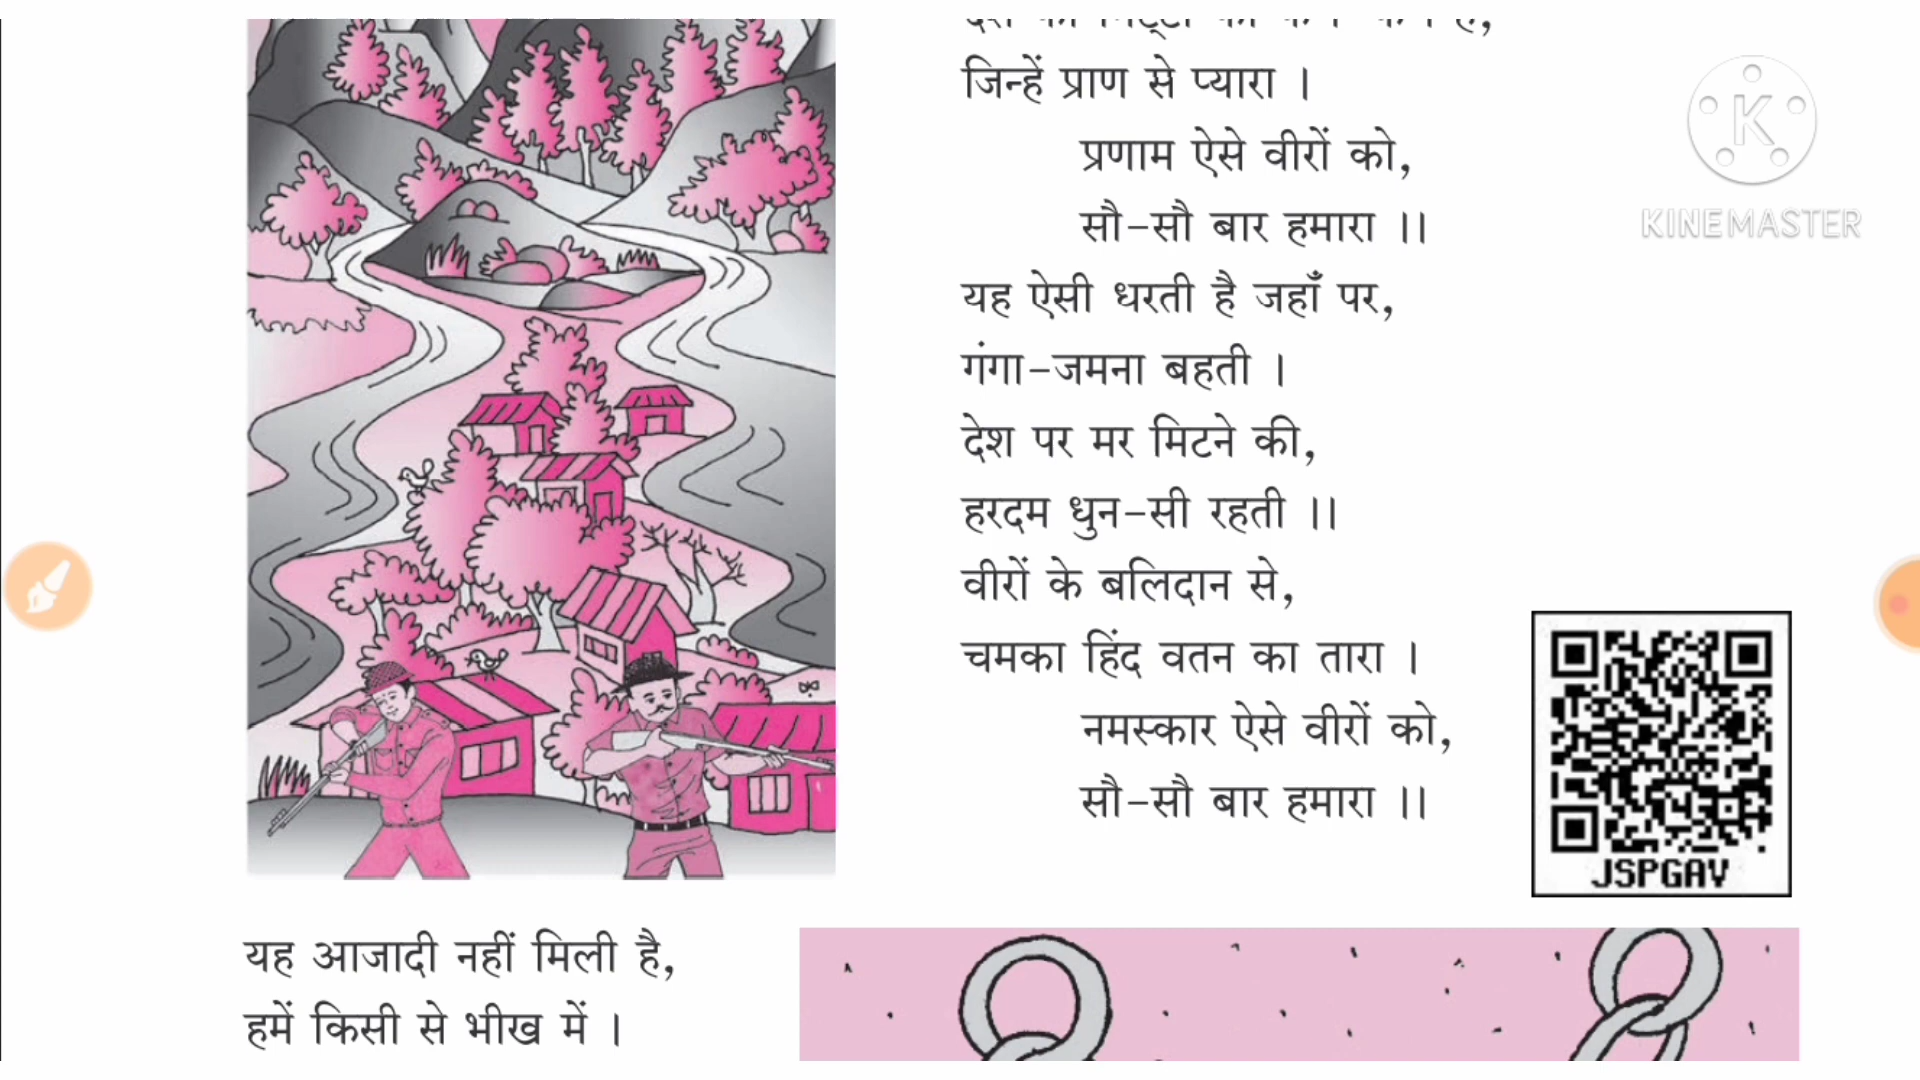 जिन्हें प्राण से प्यारा ।
प्रणाम ऐसे वीरों को,
सौ-सौ बार हमारा ।।
यह ऐसी धरती है जहाँ पर,
गंगा-जमना बहती ।
देश पर मर मिटने की,
हरदम धुन-सी रहती ।।
वीरों के बलिदान से,
चमका हिंद वतन का तारा ।
नमस्कार ऐसे वीरों को,
सौ-सौ बार हमारा ।।
K
KINEMASTER
JSPGAV
यह आजादी नहीं मिली है,
हमें किसी से भीख में ।